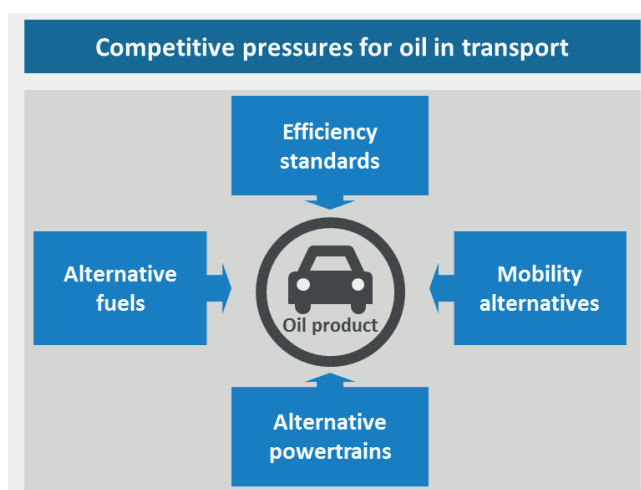 Competitive pressures for oil in transport
Efficiency
standards
Alternative
fuels
Oil product
Mobility
alternatives
Alternative
powertrains